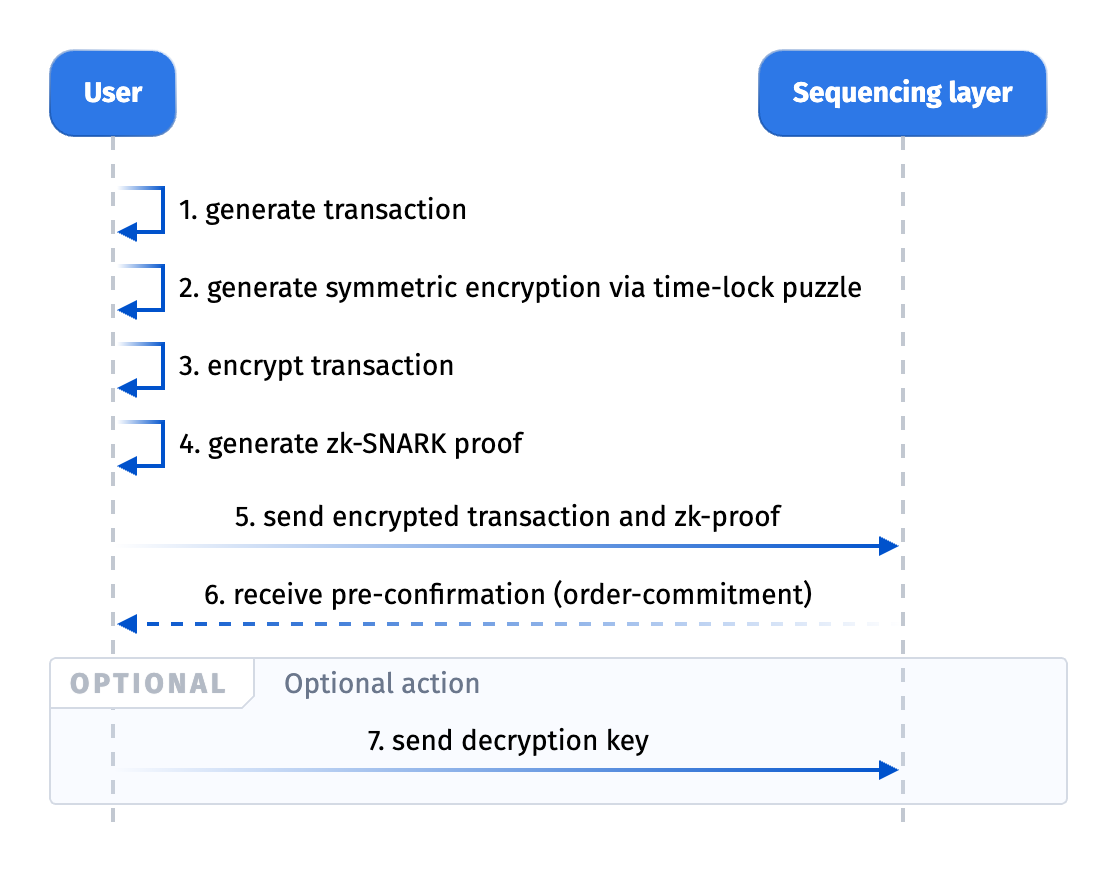 User
Sequencing layer
1. generate transaction
2. generate symmetric encryption via time-lock puzzle
3. encrypt transaction
4. generate zk-SNARK proof
5. send encrypted transaction and zk-proof
6. receive pre-confirmation (order-commitment)
OPTIONAL
Optional action
7. send decryption key